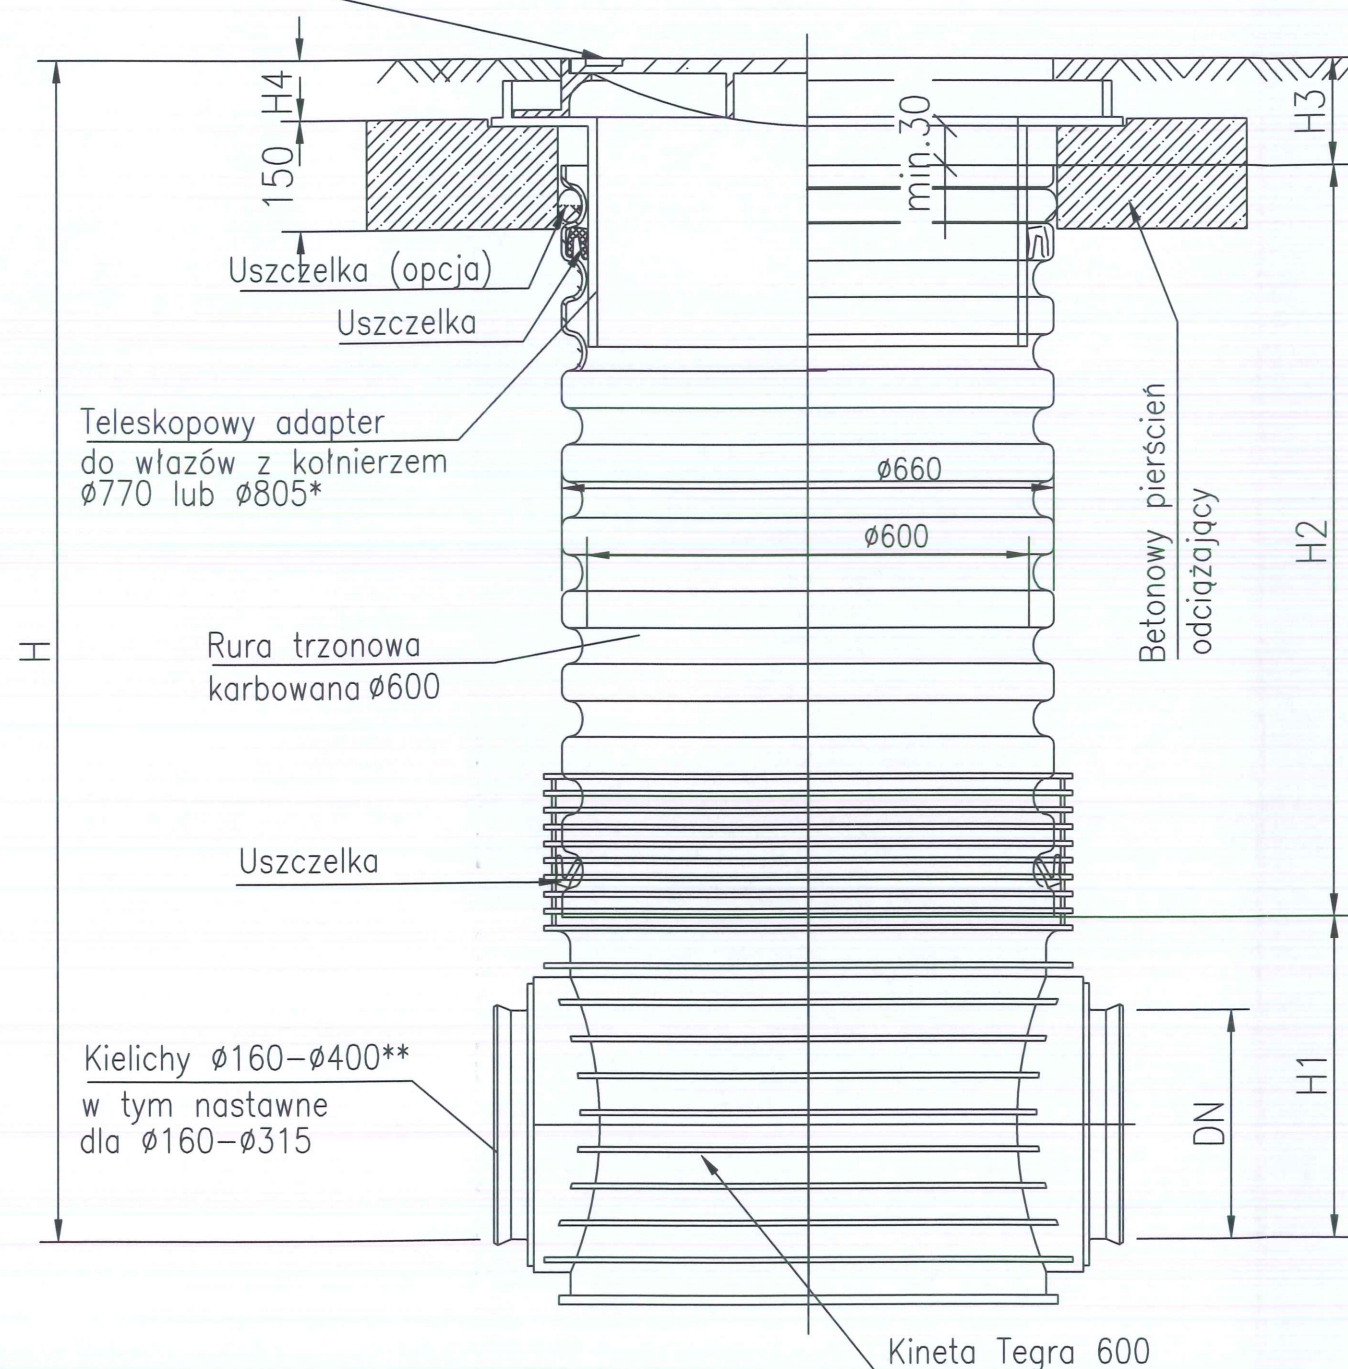 H4
150
H3
min.30
Uszczelka (opcja)
Uszczelka
Teleskopowy adapter
do włazów z kołnierzem
ø770 lub ø805*
ø660
ø600
Betonowy pierścień
odciążający
H2
H
Rura trzonowa
karbowana ø600
Uszczelka
Kielichy ø160-ø400**
w tym nastawne
dla ø160-ø315
DN
H1
Kineta Tegra 600